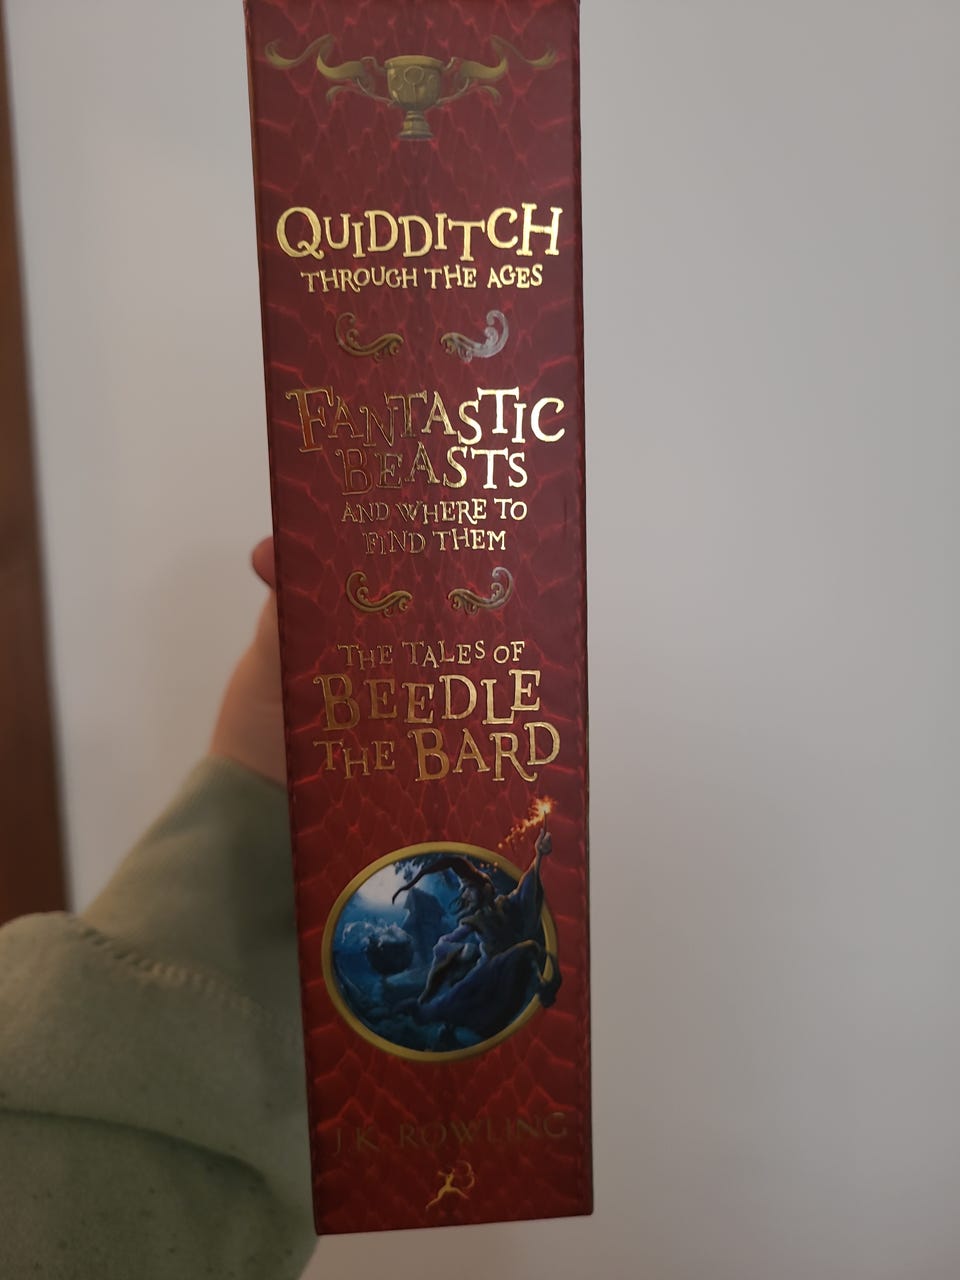 QUIDDITCH
THROUGH THE AGES
FANTASTIC
BEASTS
AND WHERE TO
FIND THEM
THE TALES OF
BEEDLE
THE BARD
J.K. ROWLING